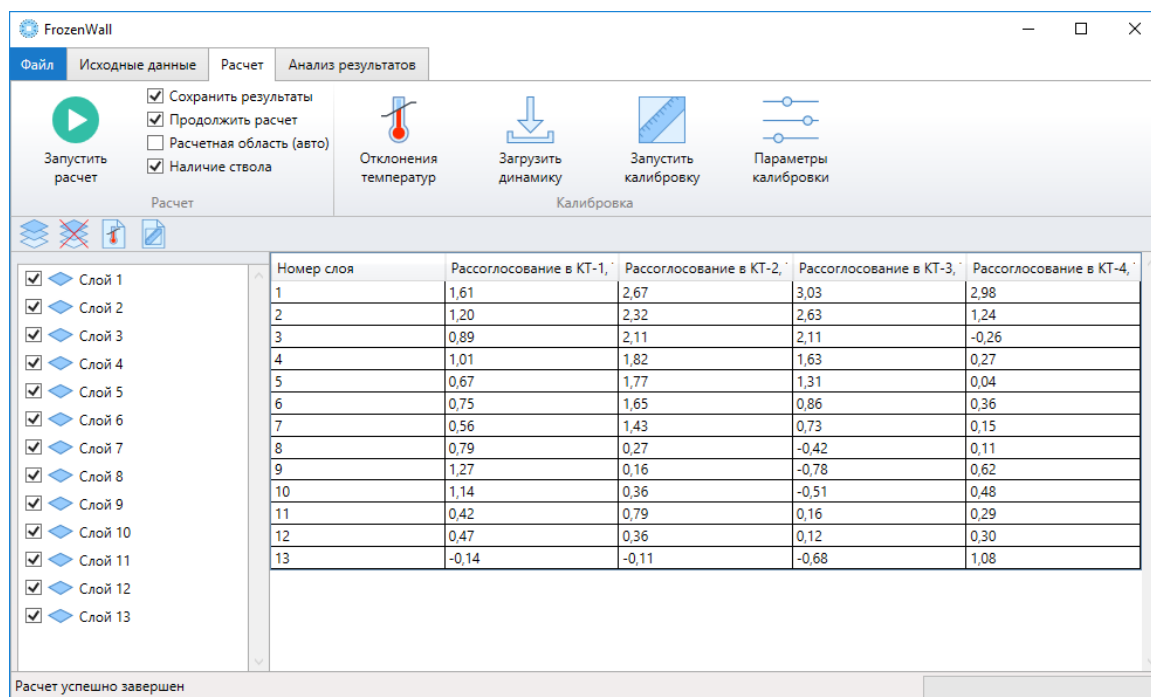 FrozenWall
Файл Исходные данные Расчет Анализ результатов
Сохранить результаты
Продолжить расчет
Расчетная область (авто)
Наличие ствола
Запустить
расчет
Расчет
Отклонения
температур
Загрузить
динамику
Запустить
калибровку
Параметры
калибровки
Калибровка
Слой 1
Слой 2
Слой 3
Слой 4
Слой 5
Слой 6
Слой 7
Слой 8
Слой 9
Слой 10
Слой 11
Слой 12
Слой 13
Номер слоя Рассоглосование в КТ-1, Рассоглосование в КТ-2, Рассоглосование в КТ-3, Рассоглосование в КТ-4,
1 1,61 2,67 3,03 2,98
2 1,20 2,32 2,63 1,24
3 0,89 2,11 2,11 -0,26
4 1,01 1,82 1,63 0,27
5 0,67 1,77 1,31 0,04
6 0,75 1,65 0,86 0,36
7 0,56 1,43 0,73 0,15
8 0,79 0,27 -0,42 0,11
9 1,27 0,16 -0,78 0,62
10 1,14 0,36 -0,51 0,48
11 0,42 0,79 0,16 0,29
12 0,47 0,36 0,12 0,30
13 -0,14 -0,11 -0,68 1,08
Расчет успешно завершен